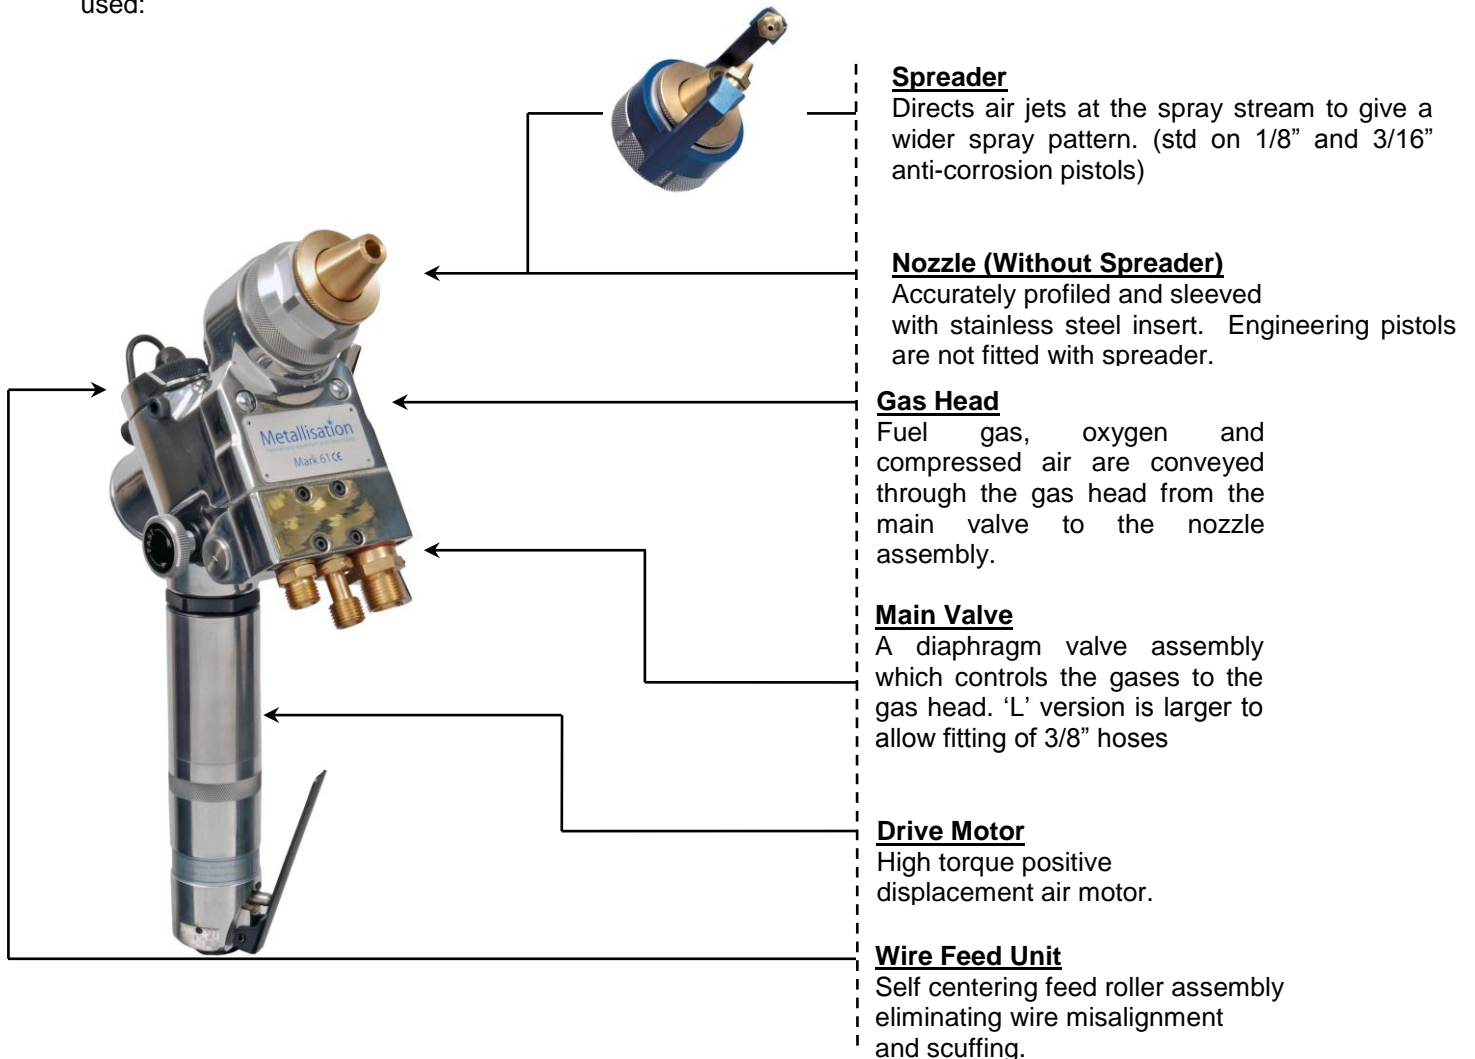 used:
Spreader
Directs air jets at the spray stream to give a
wider spray pattern. (std on 1/8” and 3/16”
anti-corrosion pistols)
Nozzle (Without Spreader)
Accurately profiled and sleeved
with stainless steel insert. Engineering pistols
are not fitted with spreader.
Gas Head
Fuel gas, oxygen and
compressed air are conveyed
through the gas head from the
main valve to the nozzle
assembly.
Metallisation
Mark 61 CE
Main Valve
A diaphragm valve assembly
which controls the gases to the
gas head. ‘L’ version is larger to
allow fitting of 3/8” hoses
Drive Motor
High torque positive
displacement air motor.
Wire Feed Unit
Self centering feed roller assembly
eliminating wire misalignment
and scuffing.